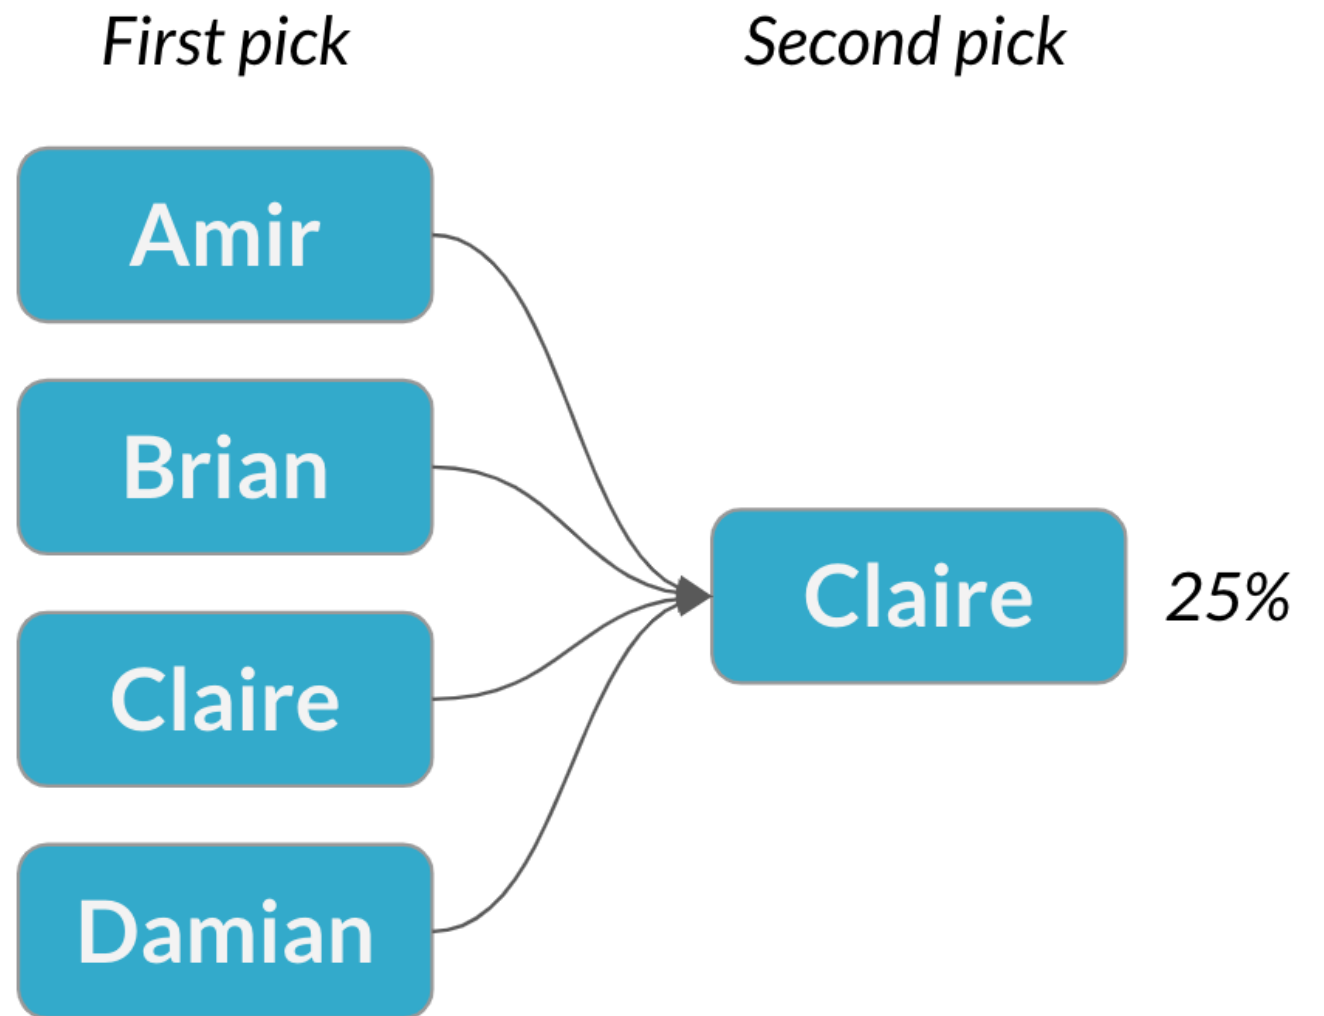 First pick
Second pick
Amir
Brian
Claire
Damian
Claire
25%